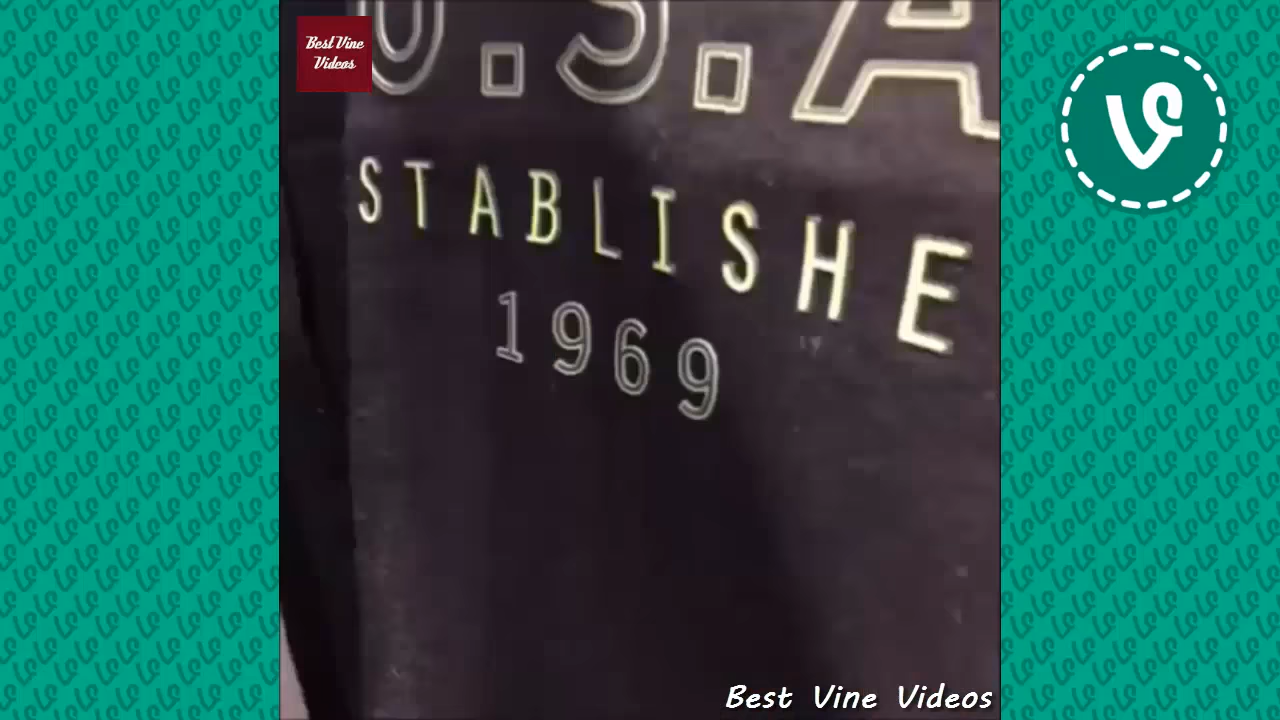 Best Vine
Videos
U.S.A
STABLISHE
1969
Best Vine Videos